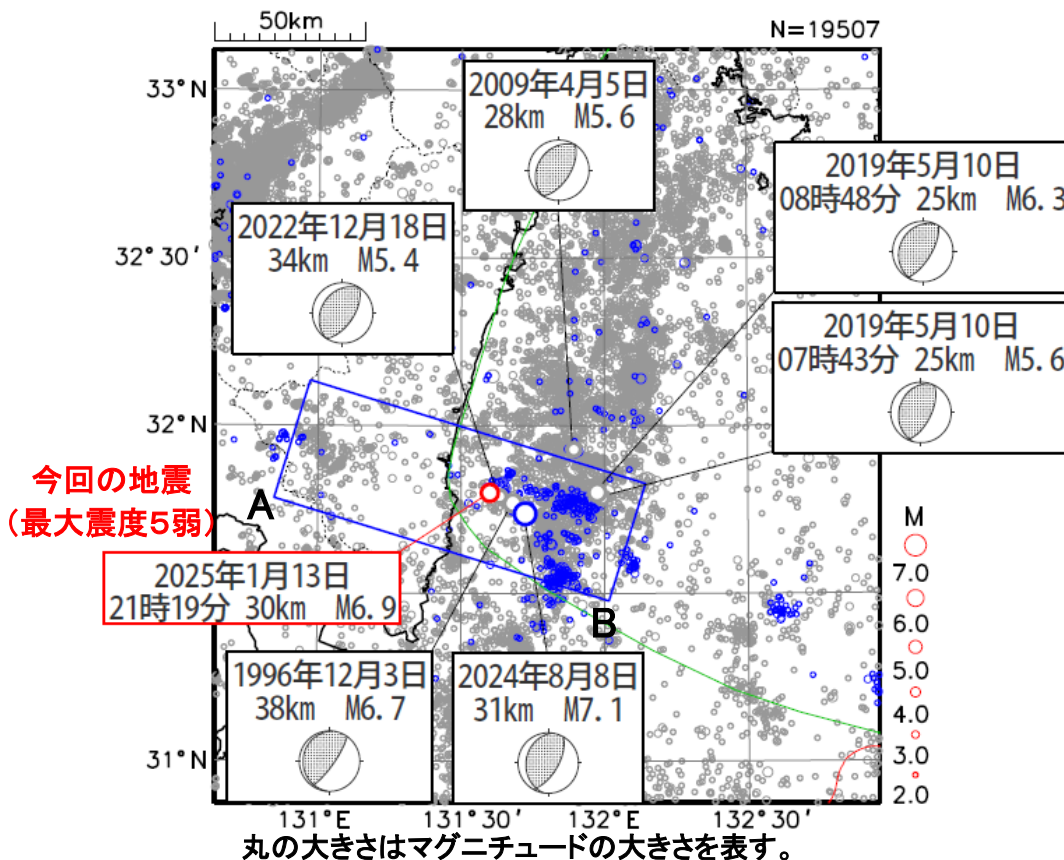 50km
N=19507
33°N
32°30′
32°N
31°N
131°E
131°30′
132°E
132°30′
2009年4月5日
28km M5.6
2019年5月10日
08時48分 25km M6.3
2022年12月18日
34km M5.4
2019年5月10日
07時43分 25km M5.6
今回の地震
（最大震度５弱）
A
2025年1月13日
21時19分 30km M6.9
B
1996年12月3日
38km M6.7
2024年8月8日
31km M7.1
M
7.0
6.0
5.0
4.0
3.0
2.0
丸の大きさはマグニチュードの大きさを表す。